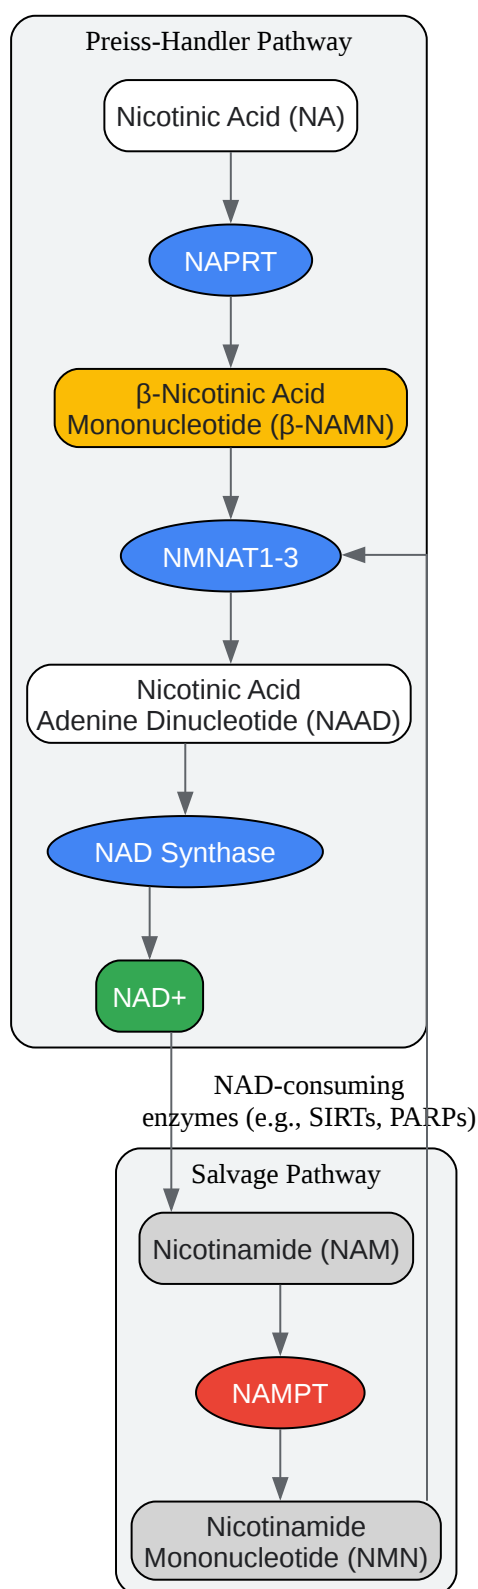 Preiss-Handler Pathway
Nicotinic Acid (NA)
NAPRT
β-Nicotinic Acid
Mononucleotide (β-NAMN)
NMNAT1-3
Nicotinic Acid
Adenine Dinucleotide (NAAD)
NAD Synthase
NAD+
NAD-consuming
enzymes (e.g., SIRTs, PARPs)
Salvage Pathway
Nicotinamide (NAM)
NAMPT
Nicotinamide
Mononucleotide (NMN)